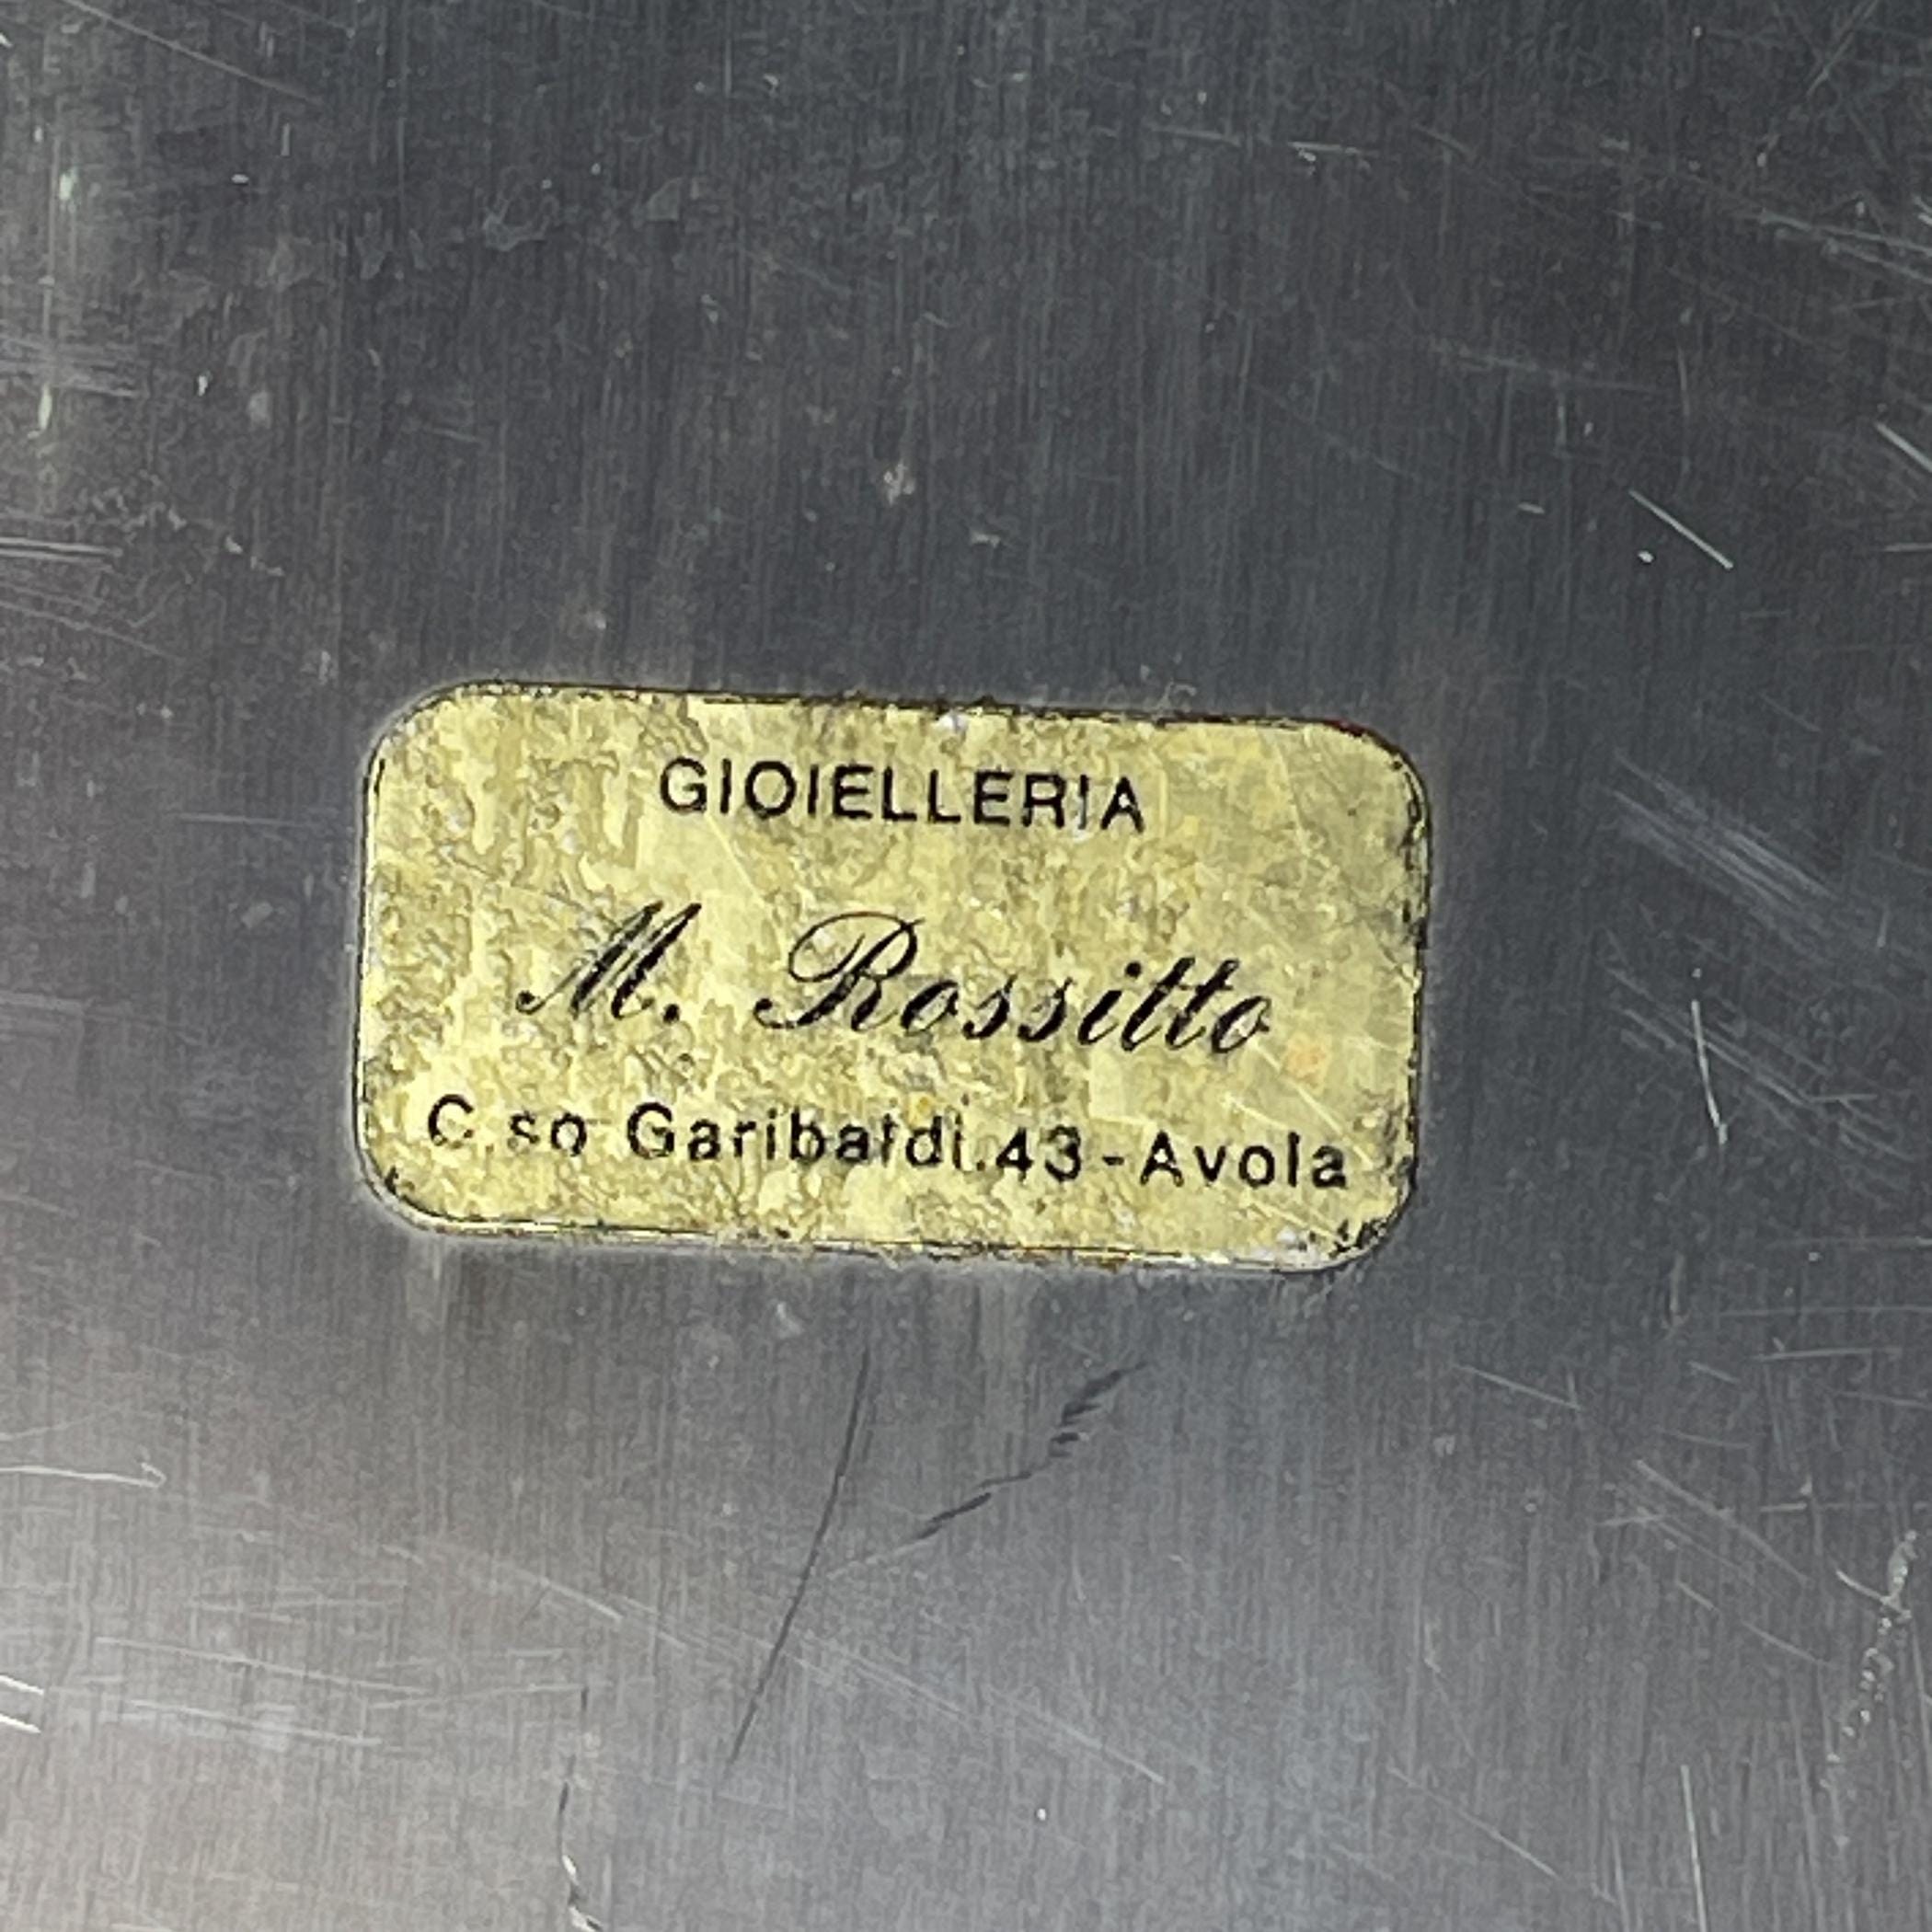 GIOIELLERIA
M. Rossitto
C.so Garibaldi.43-Avola